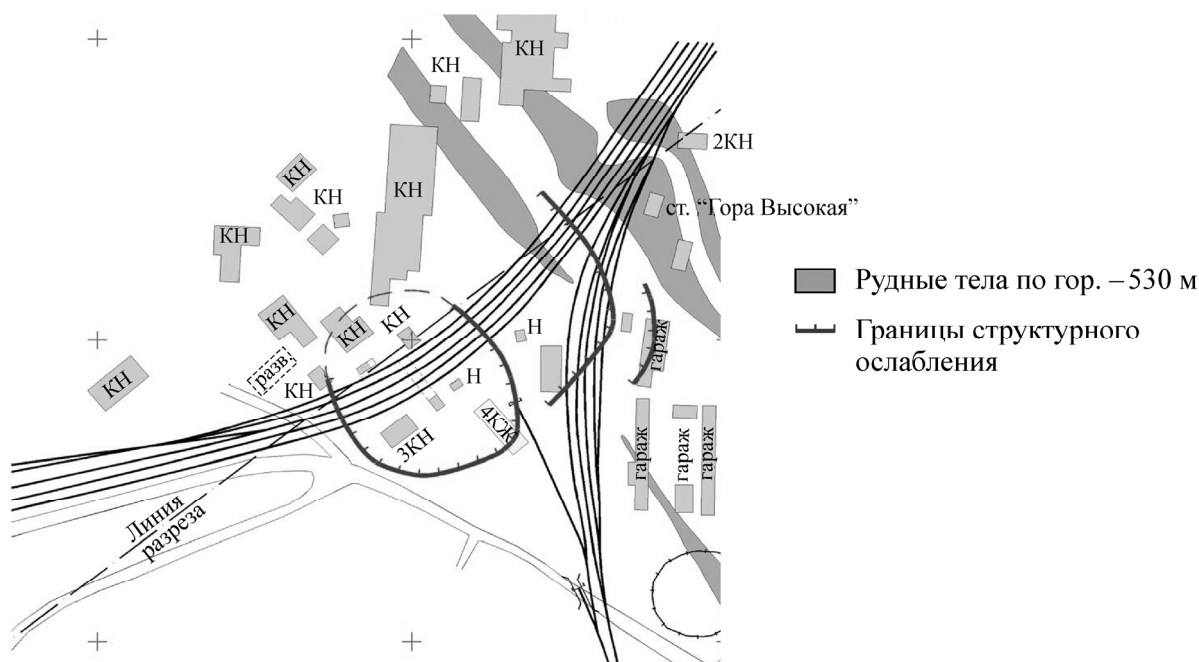 КН
КН
КН
2КН
КН
КН
ст. “Гора Высокая”
КН
Рудные тела по гор. – 530 м
КН
КН
КН
Н
Границы структурного
ослабления
гараж
разв.
КН
КН
Н
4КЖ
3КН
гараж
гараж
гараж
Линия
разреза